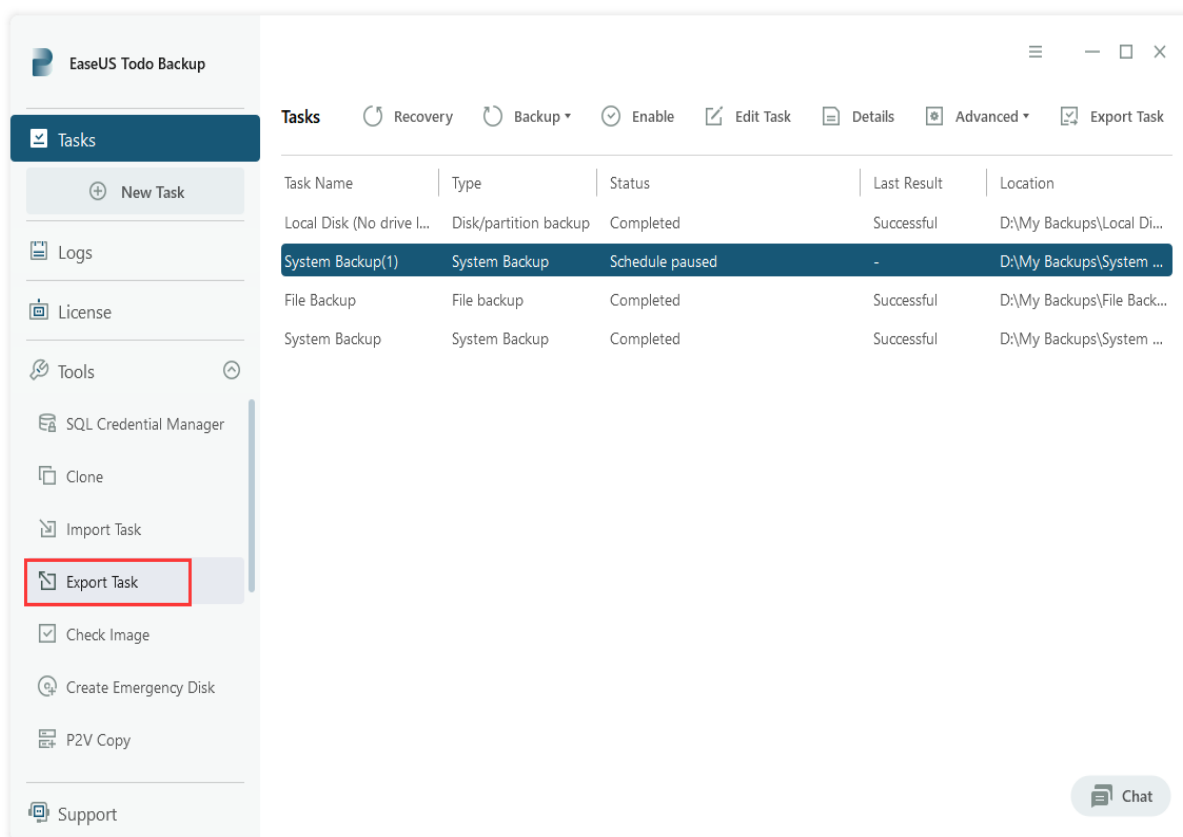 EaseUS Todo Backup
Tasks
New Task
Logs
License
Tools
SQL Credential Manager
Clone
Import Task
Export Task
Check Image
Create Emergency Disk
P2V Copy
Support
Tasks Recovery Backup Enable Edit Task Details Advanced Export Task
Task Name Type Status Last Result Location
Local Disk (No drive l... Disk/partition backup Completed Successful D:\My Backups\Local Di...
System Backup(1) System Backup Schedule paused - D:\My Backups\System ...
File Backup File backup Completed Successful D:\My Backups\File Back...
System Backup System Backup Completed Successful D:\My Backups\System ...
Chat